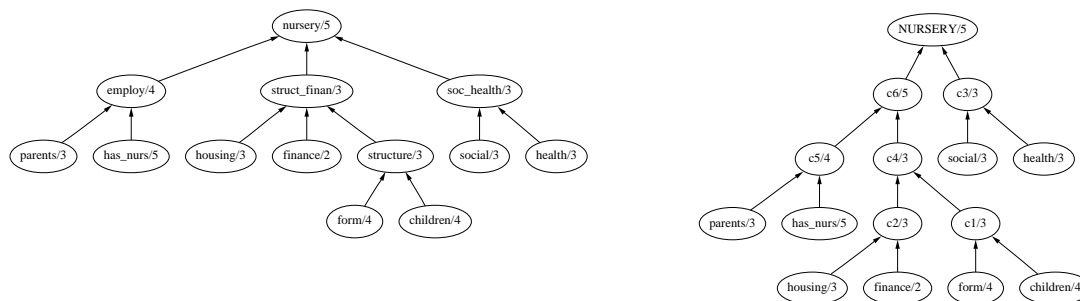 nursery/5
employ/4
struct_finan/3
soc_health/3
parents/3
has_nurs/5
housing/3
finance/2
structure/3
social/3
health/3
form/4
children/4
NURSERY/5
c6/5
c3/3
c5/4
c4/3
social/3
health/3
parents/3
has_nurs/5
c2/3
c1/3
housing/3
finance/2
form/4
children/4